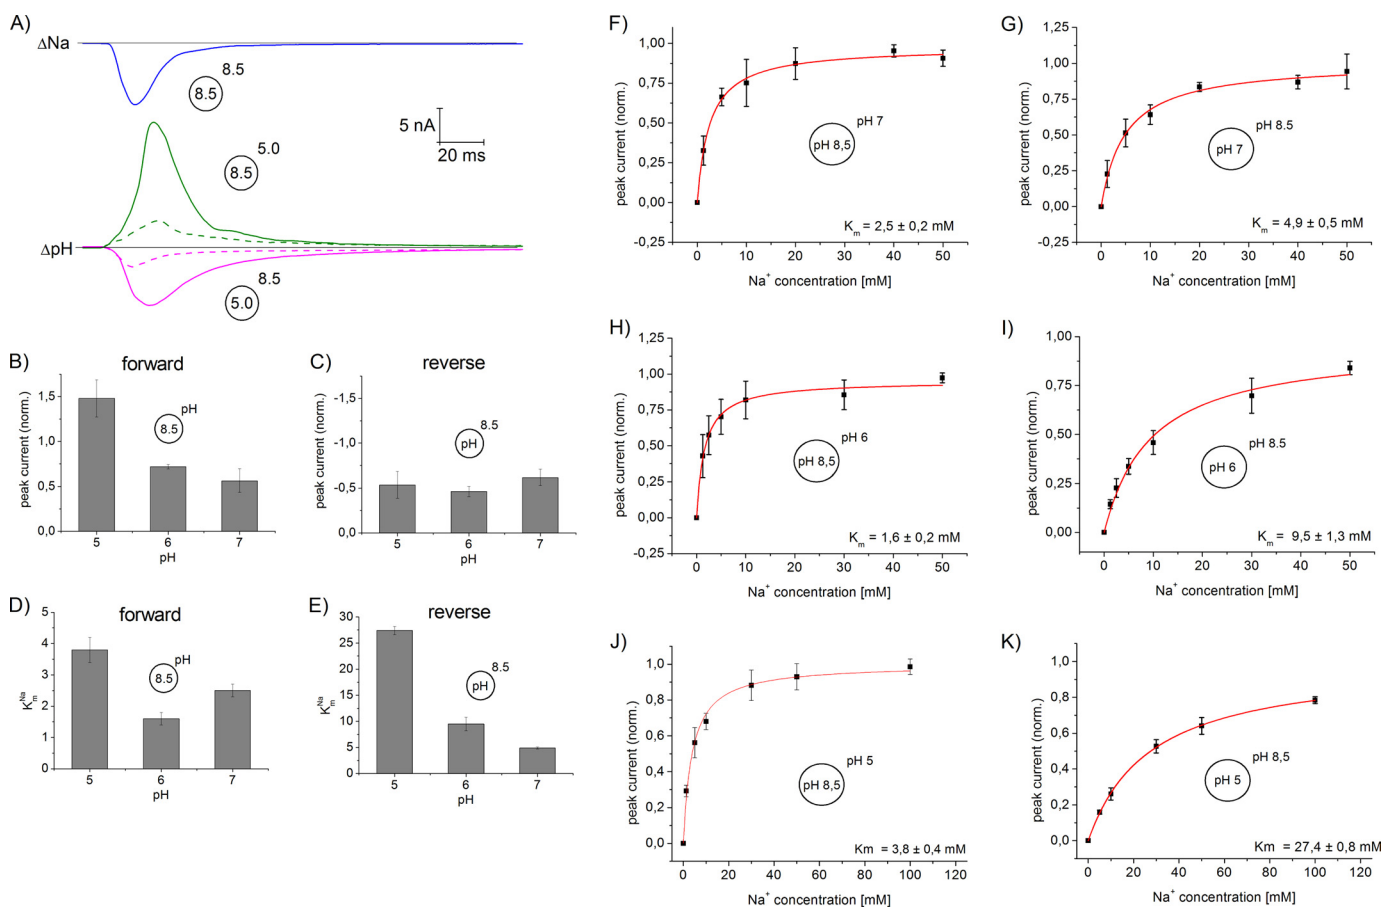 A)
ΔNa
8.5
8.5
5 nA
20 ms
5.0
8.5
ΔpH
8.5
5.0
B)
forward
peak current (norm.)
1,5
1,0
0,5
0,0
pH
8.5
5 6 7
pH
C)
reverse
peak current (norm.)
-1.5
-1.0
-0.5
0.0
8.5
pH
5 6 7
pH
D)
forward
K_m^Na
5
4
3
2
1
0
pH
8.5
5 6 7
pH
E)
reverse
K_m^Na
30
25
20
15
10
5
0
8.5
pH
5 6 7
pH
F)
peak current (norm.)
1,00
0,75
0,50
0,25
0,00
-0,25
pH 7
pH 8,5
K_m = 2,5 ± 0,2 mM
0 10 20 30 40 50
Na⁺ concentration [mM]
G)
peak current (norm.)
1,25
1,00
0,75
0,50
0,25
0,00
-0,25
pH 8.5
pH 7
K_m = 4,9 ± 0,5 mM
0 10 20 30 40 50
Na⁺ concentration [mM]
H)
peak current (norm.)
1,25
1,00
0,75
0,50
0,25
0,00
-0,25
pH 6
pH 8,5
K_m = 1,6 ± 0,2 mM
0 10 20 30 40 50
Na⁺ concentration [mM]
I)
peak current (norm.)
1,00
0,75
0,50
0,25
0,00
pH 8.5
pH 6
K_m = 9,5 ± 1,3 mM
0 10 20 30 40 50
Na⁺ concentration [mM]
J)
peak current (norm.)
1,0
0,8
0,6
0,4
0,2
0,0
pH 5
pH 8,5
Km = 3,8 ± 0,4 mM
0 20 40 60 80 100
Na⁺ concentration [mM]
K)
peak current (norm.)
1,0
0,8
0,6
0,4
0,2
0,0
pH 8,5
pH 5
Km = 27,4 ± 0,8 mM
0 20 40 60 80 100 120
Na⁺ concentration [mM]